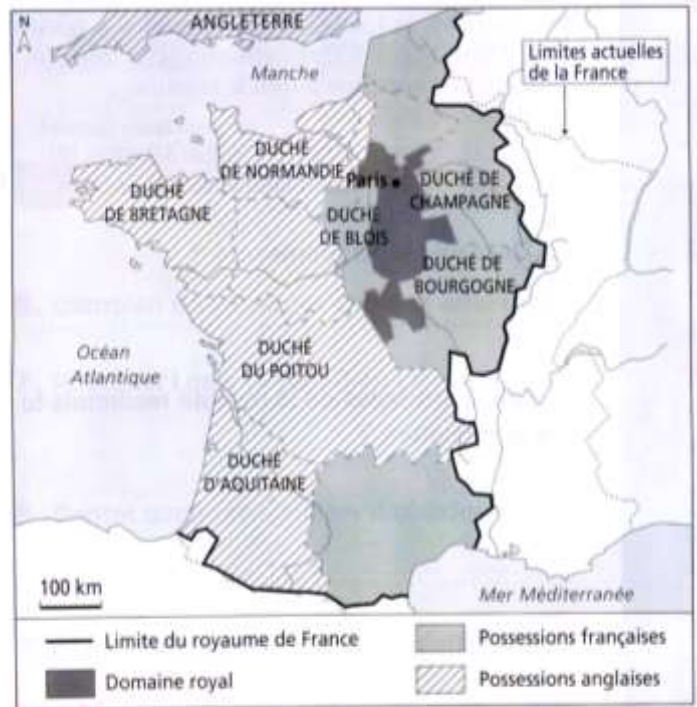 N
ANGLETERRE
Manche
Limites actuelles
de la France
DUCHÉ
DE NORMANDIE
Paris
DUCHÉ DE
CHAMPAGNE
DUCHÉ
DE BRETAGNE
DUCHÉ
DE BLOIS
DUCHÉ DE
BOURGOGNE
Océan
Atlantique
DUCHÉ
DU POITOU
DUCHÉ
D'AQUITAINE
100 km
Mer Méditerranée
Limite du royaume de France
Possessions françaises
Domaine royal
Possessions anglaises